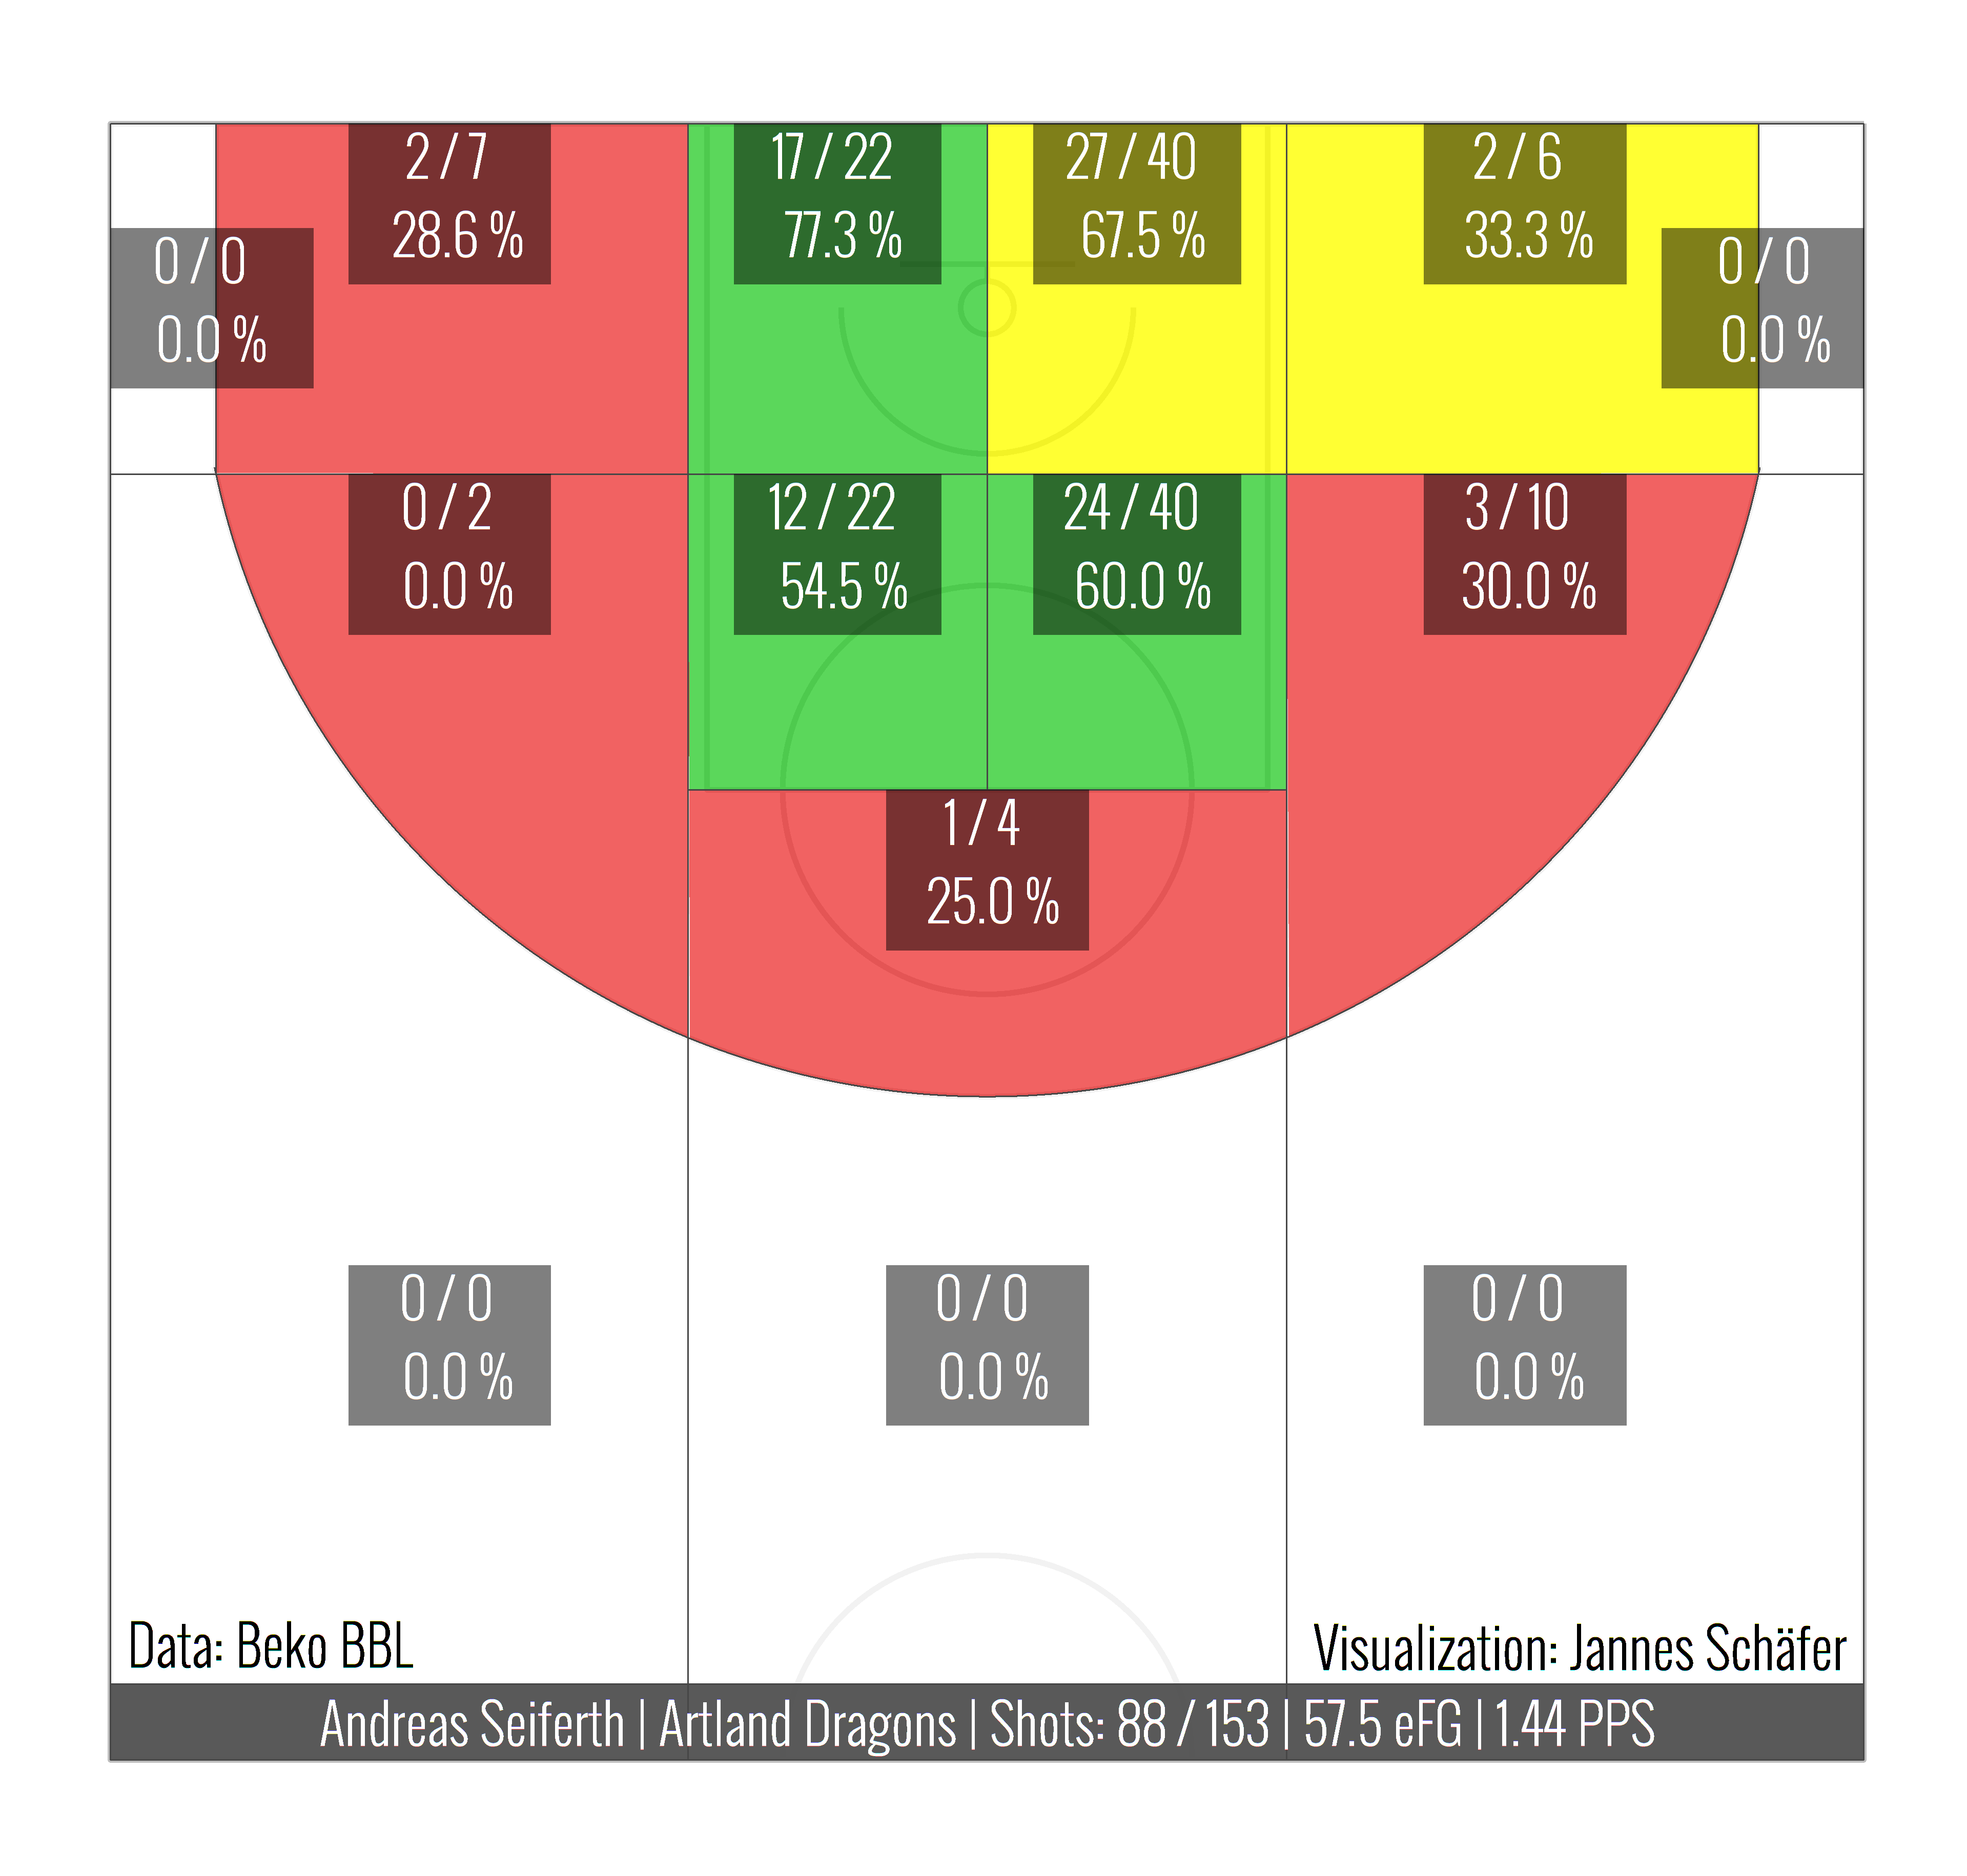 2 / 7
28.6 %
17 / 22
77.3 %
27 / 40
67.5 %
2 / 6
33.3 %
0 / 0
0.0 %
0 / 0
0.0 %
0 / 2
0.0 %
12 / 22
54.5 %
24 / 40
60.0 %
3 / 10
30.0 %
1 / 4
25.0 %
0 / 0
0.0 %
0 / 0
0.0 %
0 / 0
0.0 %
Data: Beko BBL
Visualization: Jannes Schäfer
Andreas Seiferth | Artland Dragons | Shots: 88 / 153 | 57.5 eFG | 1.44 PPS